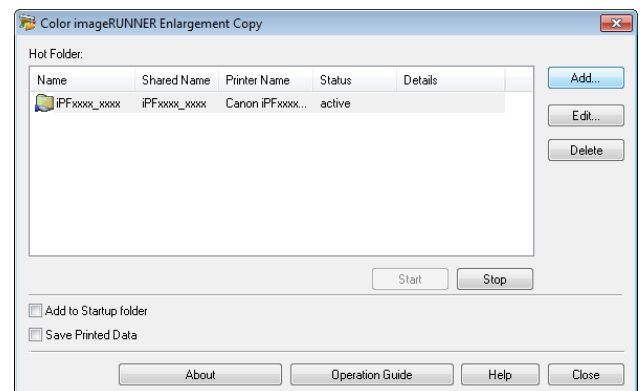 Color imageRUNNER Enlargement Copy
Hot Folder:
Name Shared Name Printer Name Status Details
iPFxxxx_xxxx iPFxxxx_xxxx Canon iPFxxxx... active
Add...
Edit...
Delete
Start Stop
Add to Startup folder
Save Printed Data
About Operation Guide Help Close